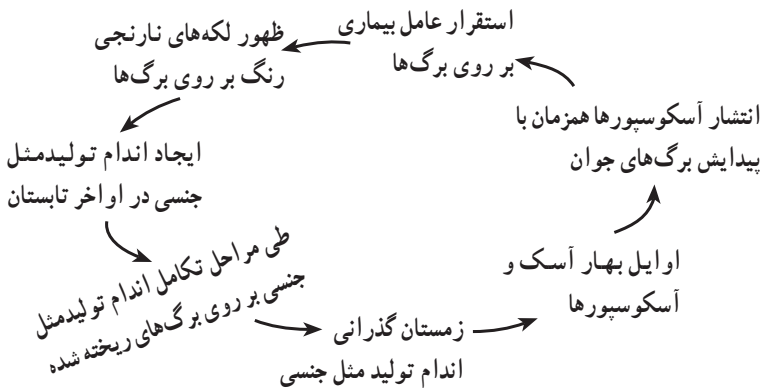 استقرار عامل بیماری
بر روی برگ‌ها
ظهور لکه‌های نارنجی
رنگ بر روی برگ‌ها
ایجاد اندام تولیدمثل
جنسی در اواخر تابستان
طی مراحل تکامل اندام تولیدمثل
جنسی بر روی برگ‌های ریخته شده
زمستان گذرانی
اندام تولید مثل جنسی
اوایل بهار آسک و
آسکوسپورها
انتشار آسکوسپورها همزمان با
پیدایش برگ‌های جوان